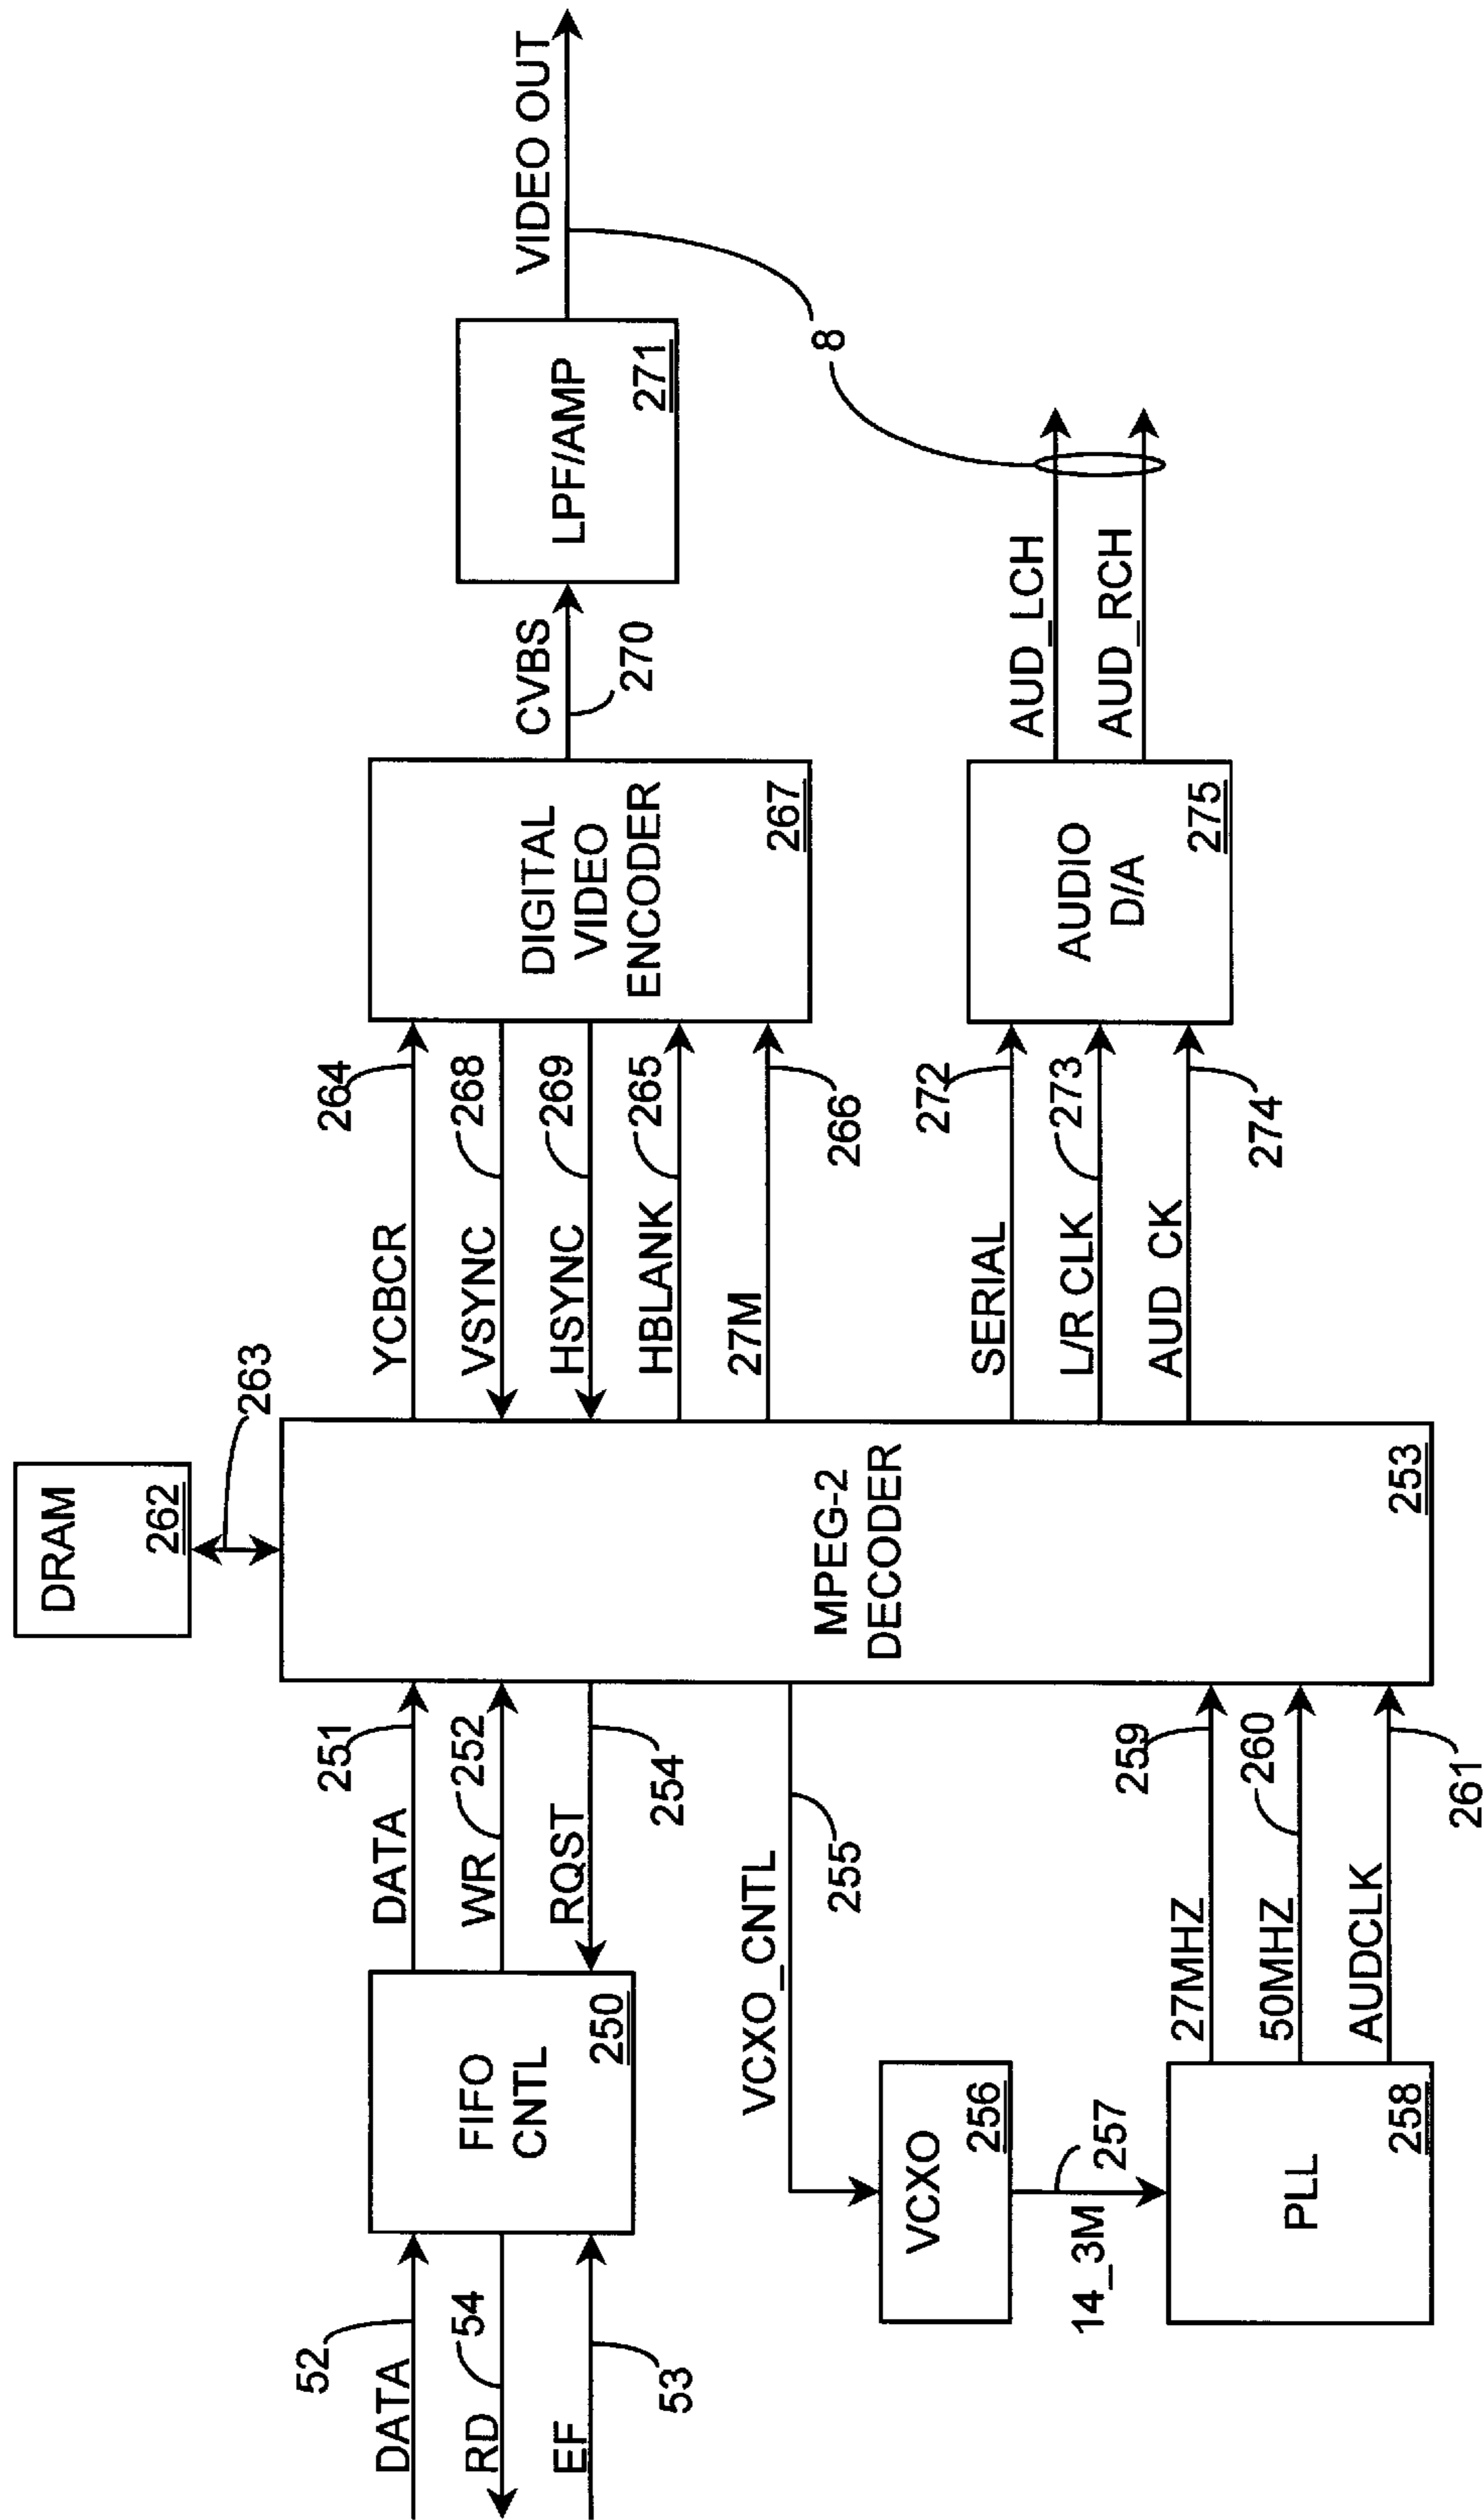 DRAM
262
263
DATA
52
RD
54
EF
53
FIFO
CNTL
250
DATA
251
WR
252
RQST
254
VCXO_CNTL
255
VCXO
256
14_3M
257
PLL
258
27MHZ
259
50MHZ
260
AUDCLK
261
MPEG-2
DECODER
253
YCBCR
264
VSYNC
268
HSYNC
269
HBLANK
265
27M
266
SERIAL
272
L/R CLK
273
AUD CK
274
DIGITAL
VIDEO
ENCODER
267
CVBS
270
LPF/AMP
271
VIDEO OUT
AUDIO
D/A
275
AUD_LCH
AUD_RCH
8